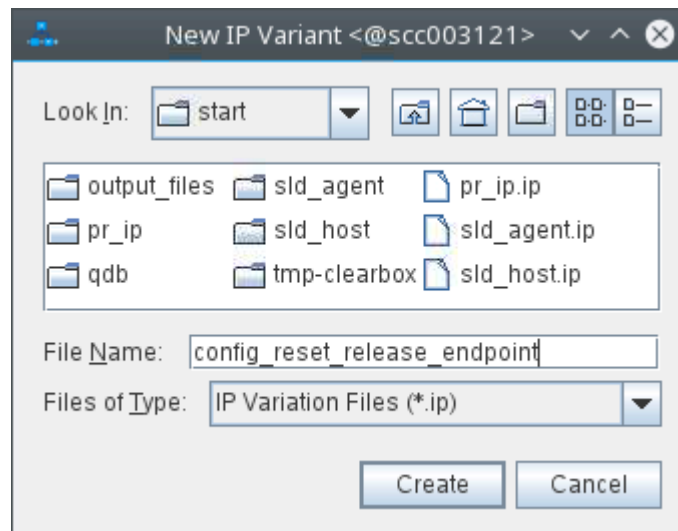 New IP Variant <@scc003121>
Look In: start
output_files sld_agent pr_ip.ip
pr_ip sld_host sld_agent.ip
qdb tmp-clearbox sld_host.ip
File Name: config_reset_release_endpoint
Files of Type: IP Variation Files (*.ip)
Create Cancel